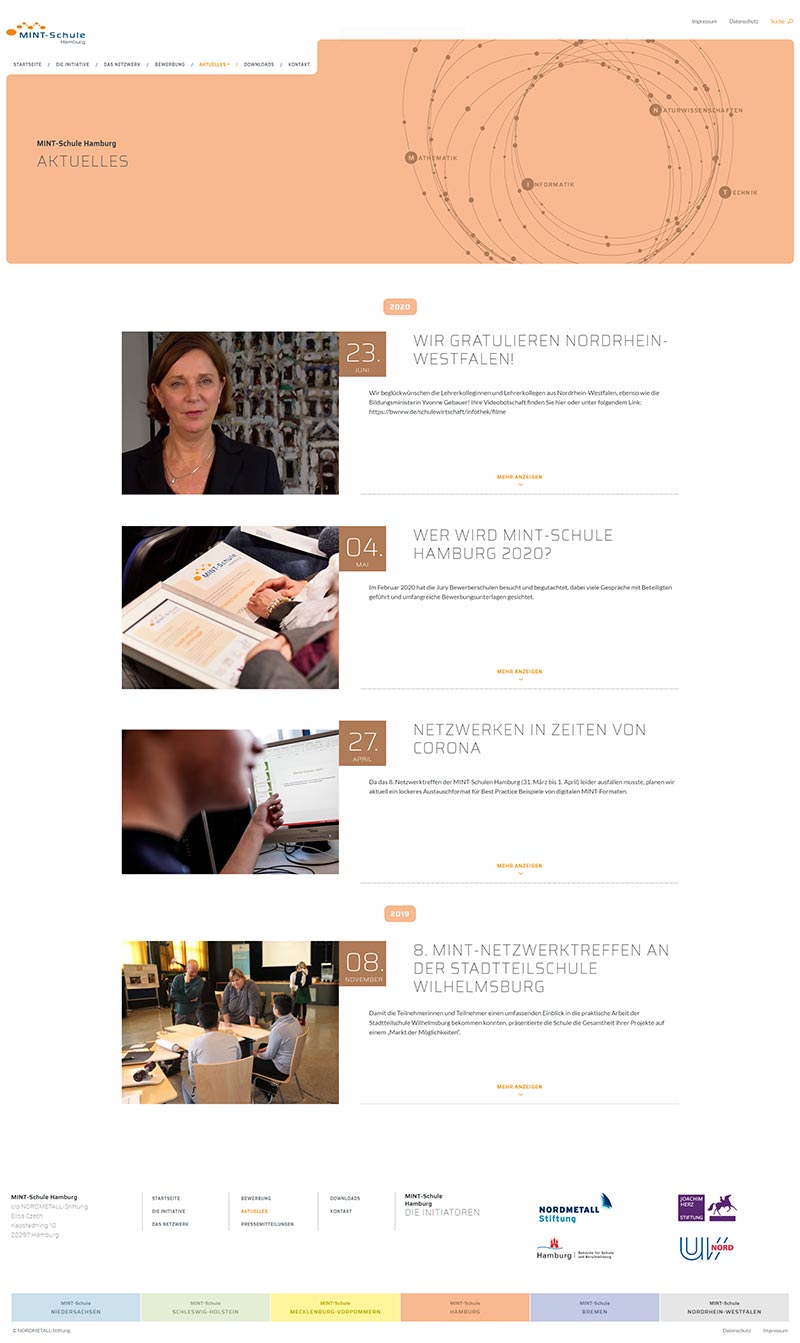 MINT-Schule
Hamburg
Impressum Datenschutz Suche
STARTSEITE / DIE INITIATIVE / DAS NETZWERK / BEWERBUNG / AKTUELLES / DOWNLOADS / KONTAKT
MINT-Schule Hamburg
AKTUELLES
NATURWISSENSCHAFTEN
MATHEMATIK
INFORMATIK
TECHNIK
2020
23.
JUNI
WIR GRATULIEREN NORDRHEIN-
WESTFALEN!
Wir beglückwünschen die Lehrerkolleginnen und Lehrerkollegen aus Nordrhein-Westfalen, ebenso wie die
Bildungsministerin Yvonne Gebauer! Ihre Videobotschaft finden Sie hier oder unter folgendem Link:
https://bwnrw.de/schulewirtschaft/infothek/filme
MEHR ANZEIGEN
MINT-Schule
Hamburg
MINT-Schule
04.
MAI
WER WIRD MINT-SCHULE
HAMBURG 2020?
Im Februar 2020 hat die Jury Bewerberschulen besucht und begutachtet, dabei viele Gespräche mit Beteiligten
geführt und umfangreiche Bewerbungsunterlagen gesichtet.
MEHR ANZEIGEN
27.
APRIL
NETZWERKEN IN ZEITEN VON
CORONA
Da das 8. Netzwerktreffen der MINT-Schulen Hamburg (31. März bis 1. April) leider ausfallen musste, planen wir
aktuell ein lockeres Austauschformat für Best Practice Beispiele von digitalen MINT-Formaten.
MEHR ANZEIGEN
2019
08.
NOVEMBER
8. MINT-NETZWERKTREFFEN AN
DER STADTTEILSCHULE
WILHELMSBURG
Damit die Teilnehmerinnen und Teilnehmer einen umfassenden Einblick in die praktische Arbeit der
Stadtteilschule Wilhelmsburg bekommen konnten, präsentierte die Schule die Gesamtheit ihrer Projekte auf
einem „Markt der Möglichkeiten“.
MEHR ANZEIGEN
MINT-Schule Hamburg
c/o NORDMETALL-Stiftung
Elisa Czech
Kapstadtring 10
22297 Hamburg
STARTSEITE
DIE INITIATIVE
DAS NETZWERK
BEWERBUNG
AKTUELLES
PRESSEMITTEILUNGEN
DOWNLOADS
KONTAKT
MINT-Schule
Hamburg
DIE INITIATOREN
NORDMETALL
Stiftung
JOACHIM
HERZ
STIFTUNG
Hamburg
Behörde für Schule
und Berufsbildung
UV NORD
MINT-Schule
NIEDERSACHSEN
MINT-Schule
SCHLESWIG-HOLSTEIN
MINT-Schule
MECKLENBURG-VORPOMMERN
MINT-Schule
HAMBURG
MINT-Schule
BREMEN
MINT-Schule
NORDRHEIN-WESTFALEN
© NORDMETALL-Stiftung
Datenschutz Impressum